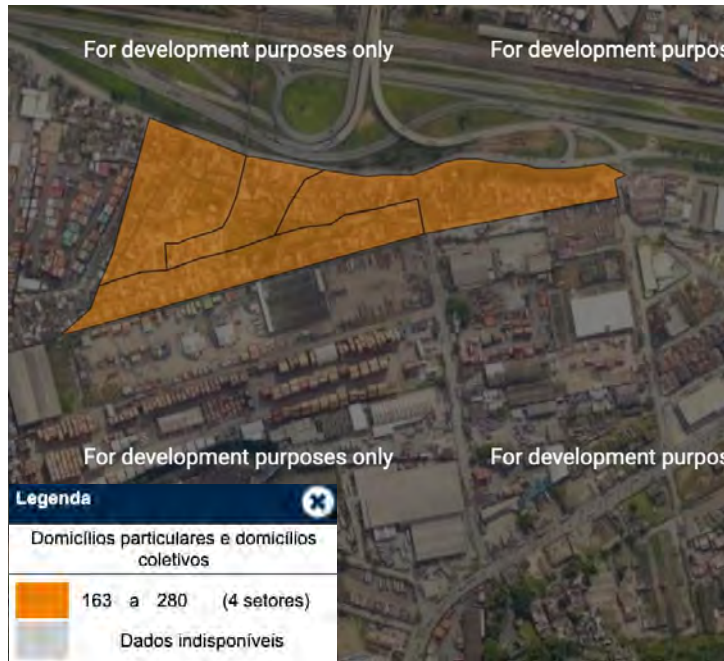 For development purposes only
For development purpos
For development purposes only
For development purpos
Legenda
Domicílios particulares e domicílios
coletivos
163 a 280 (4 setores)
Dados indisponíveis